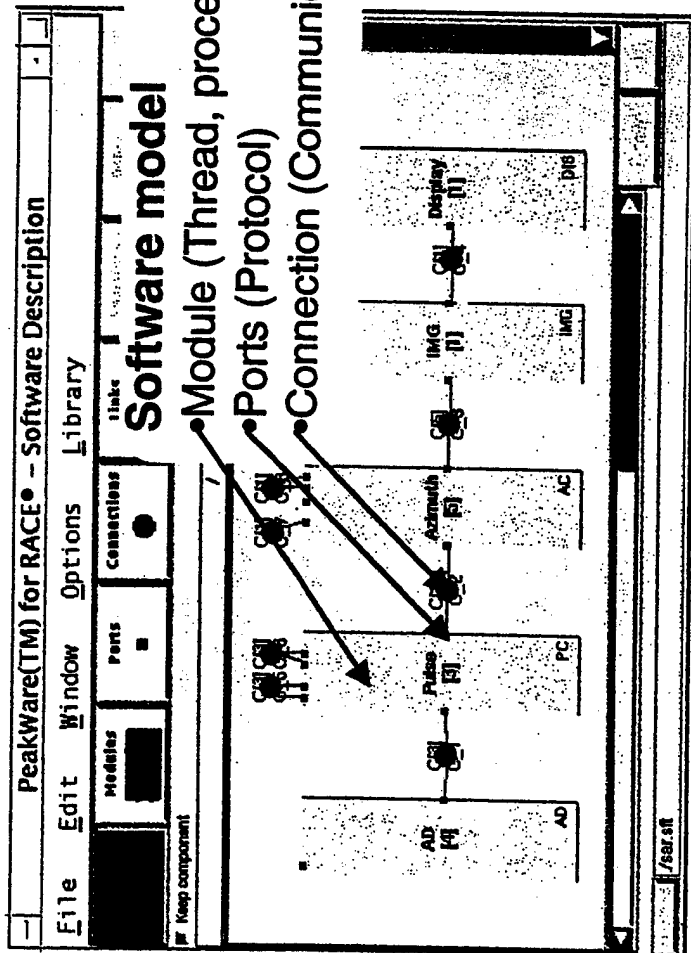 PeakWare(TM) for RACE® – Software Description
File Edit Window Options Library
Modules Ports Connections links
Keep component
Software model
Module (Thread, proce
Ports (Protocol)
Connection (Communi
AD
[4]
AD
Pulse
[3]
PC
Azimuth
[5]
AC
IMG
[1]
IMG
Display
[1]
DIS
/sar.sft